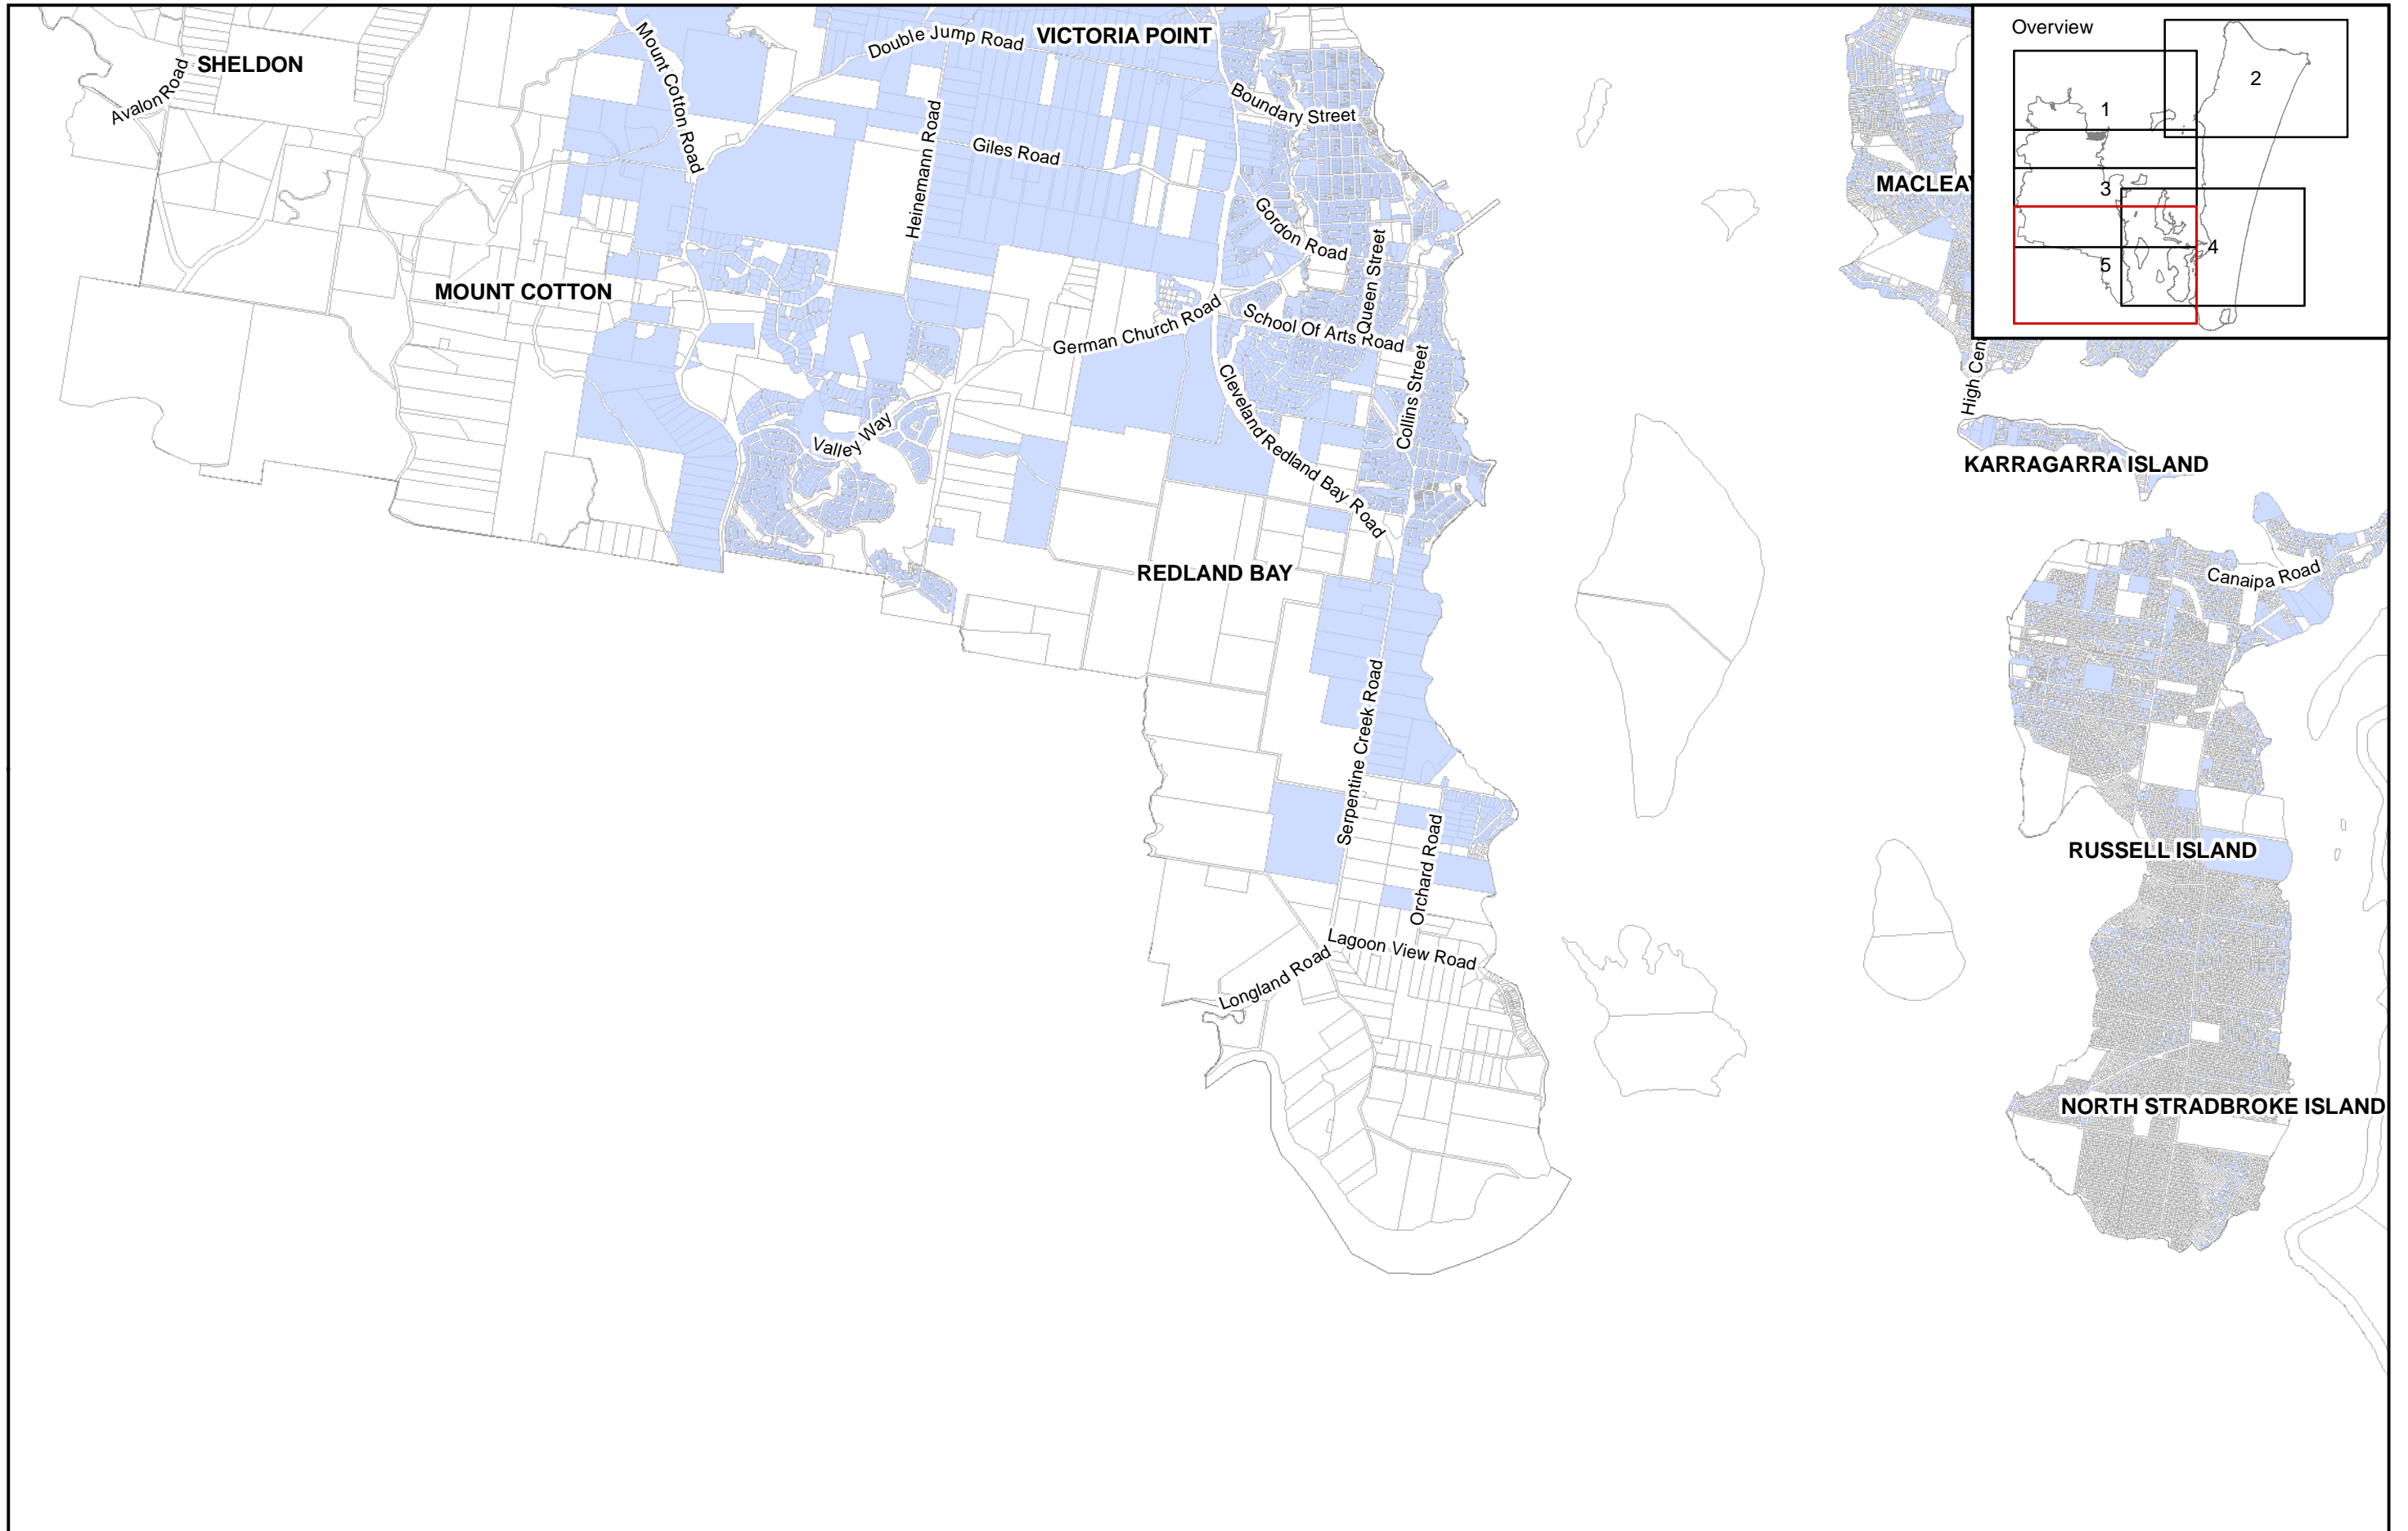 Overview
1
2
3
4
5
VICTORIA POINT
SHELDON
Avalon Road
Mount Cotton Road
Double Jump Road
Boundary Street
Heinemann Road
Giles Road
MACLEAY
Gordon Road
Queen Street
MOUNT COTTON
German Church Road
School Of Arts Road
Collins Street
Cleveland Redland Bay Road
High Cen
Valley Way
KARRAGARRA ISLAND
REDLAND BAY
Canaipa Road
Serpentine Creek Road
Orchard Road
RUSSELL ISLAND
Lagoon View Road
Longland Road
NORTH STRADBROKE ISLAND